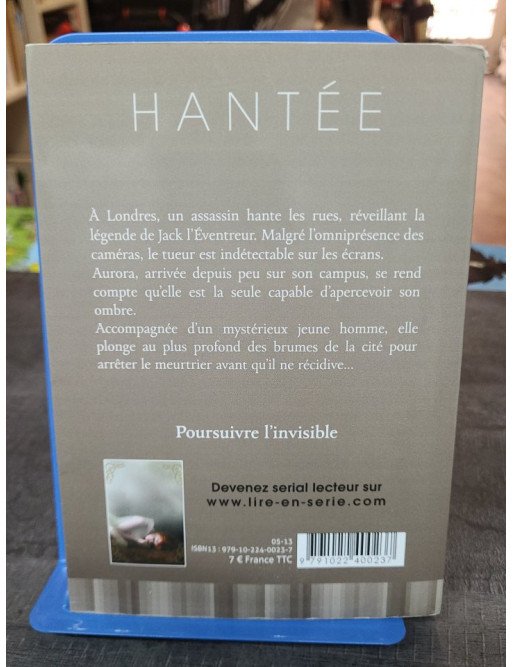 HANTÉE
À Londres, un assassin hante les rues, réveillant la
légende de Jack l'Éventreur. Malgré l'omniprésence des
caméras, le tueur est indétectable sur les écrans.
Aurora, arrivée depuis peu sur son campus, se rend
compte qu'elle est la seule capable d'apercevoir son
ombre.
Accompagnée d'un mystérieux jeune homme, elle
plonge au plus profond des brumes de la cité pour
arrêter le meurtrier avant qu'il ne récidive...
Poursuivre l'invisible
Devenez serial lecteur sur
www.lire-en-serie.com
05-13
ISBN13 : 979-10-224-0023-7
7 € France TTC
9 791022 400237